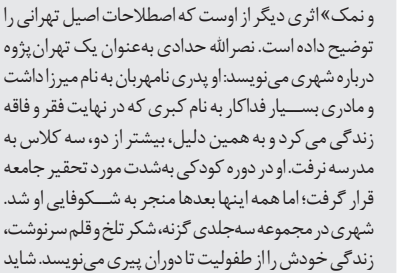 و نمک» اثری دیگر از اوست که اصطلاحات اصیل تهرانی را
توضیح داده است. نصرالله حدادی به‌عنوان یک تهران‌پژوه
درباره شهری می‌نویسد: او پدری نامهربان به نام میرزا داشت
و مادری بســیار فداکار به نام کبری که در نهایت فقر و فاقه
زندگی می‌کرد و به همین دلیل، بیشتر از دو، سه کلاس به
مدرسه نرفت. او در دوره کودکی به‌شدت مورد تحقیر جامعه
قرار گرفت؛ اما همه اینها بعدها منجر به شــکوفایی او شد.
شهری در مجموعه سه‌جلدی گزنه، شکر تلخ و قلم سرنوشت،
زندگی خودش را از طفولیت تا دوران پیری می‌نویسد. شاید